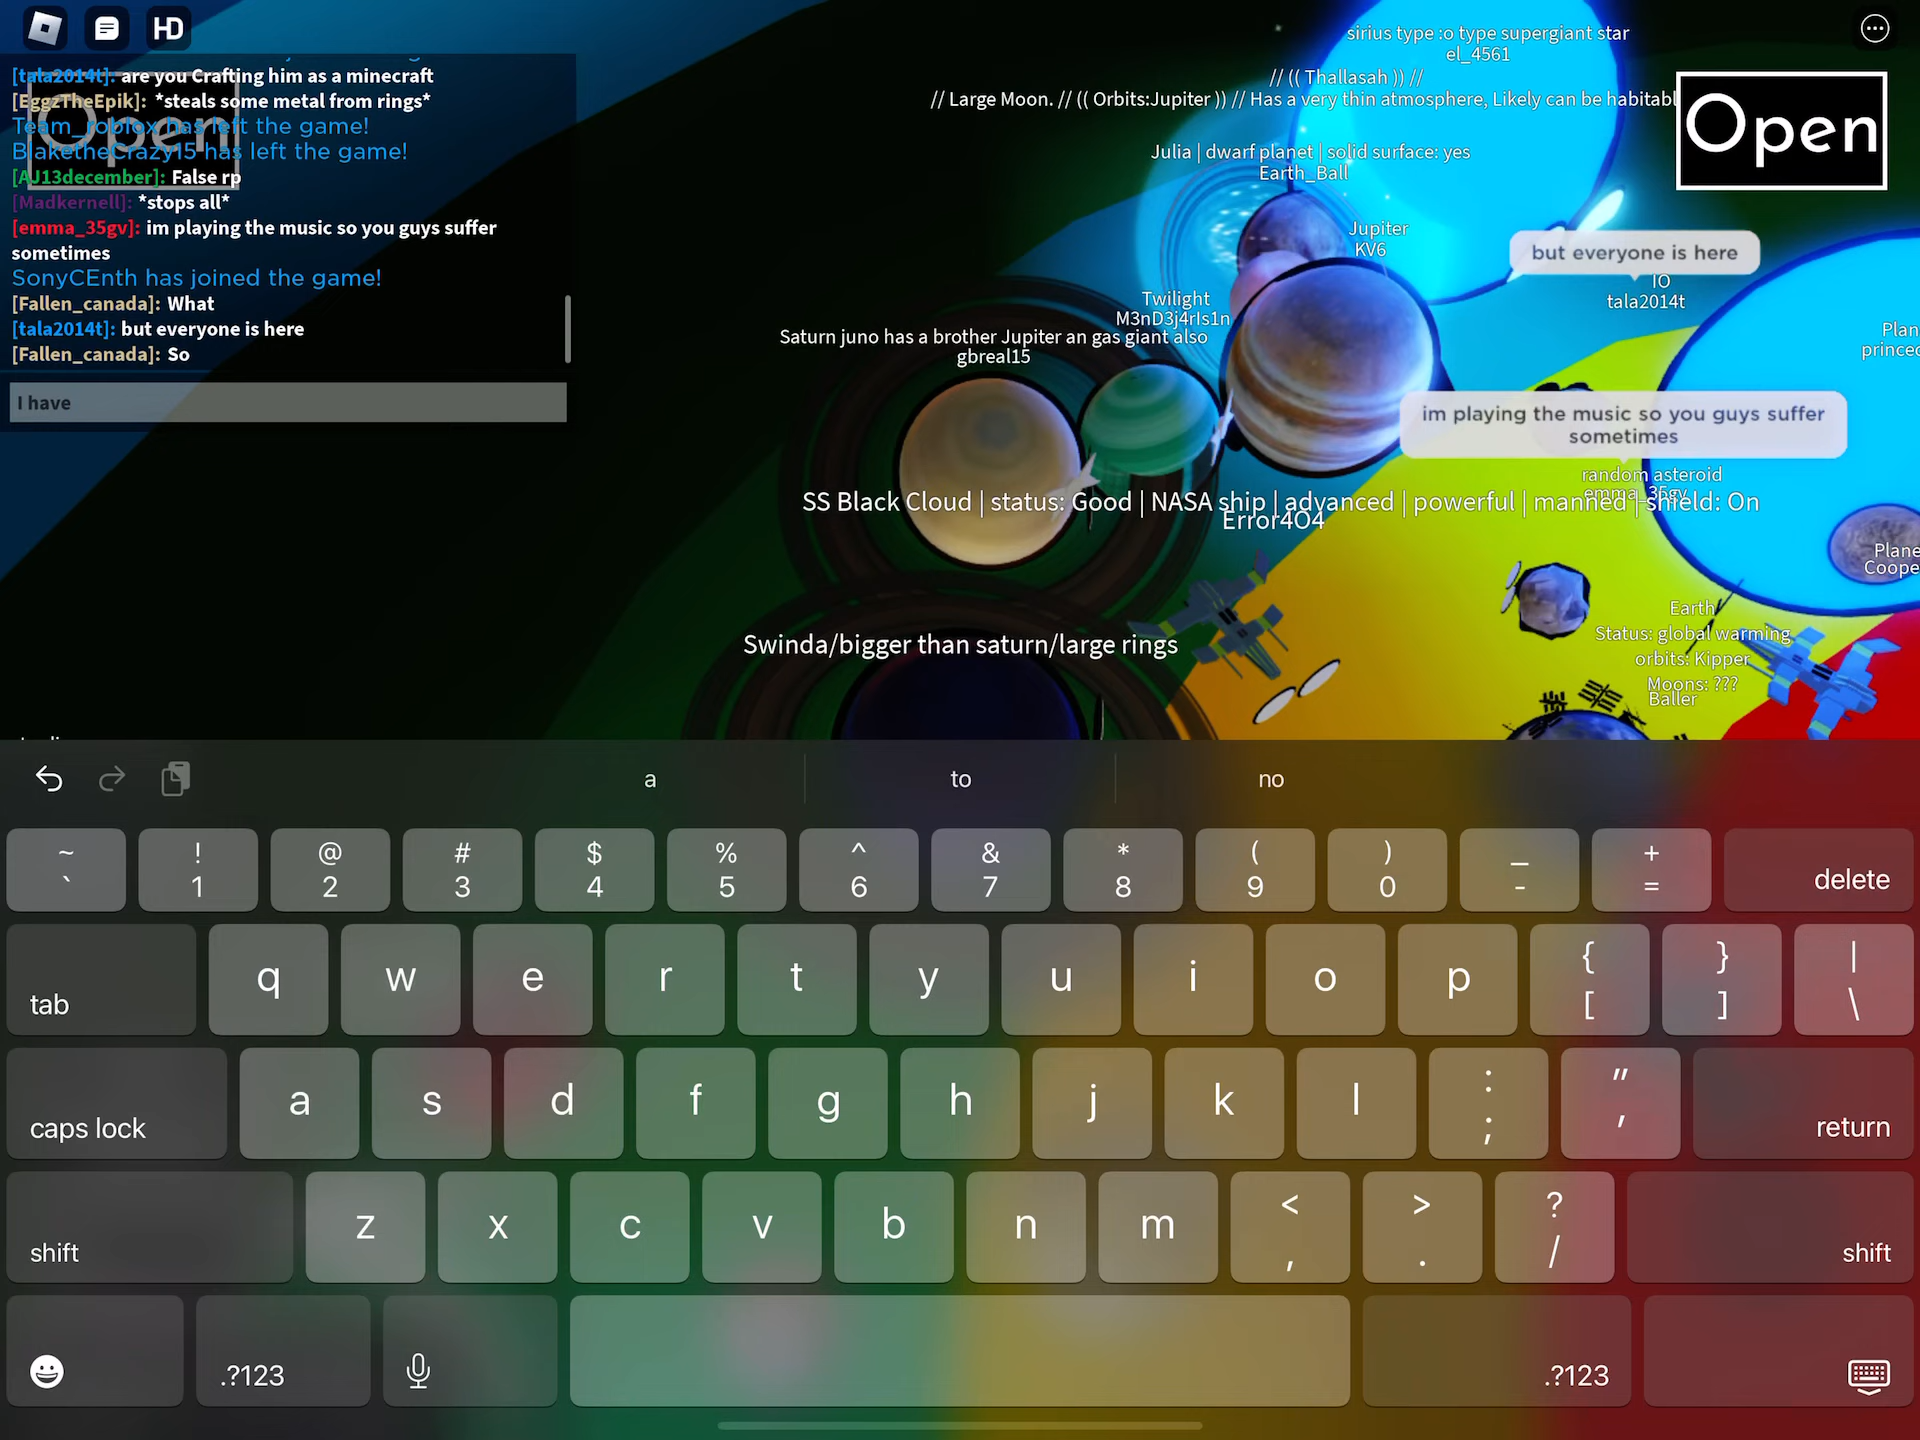 HD
[tala2014t]: are you Crafting him as a minecraft
[EggzTheEpik]: *steals some metal from rings*
Team_roblox has left the game!
BlaketheCrazy15 has left the game!
[AJ13december]: False rp
[Madkernell]: *stops all*
[emma_35gv]: im playing the music so you guys suffer
sometimes
SonyCEnth has joined the game!
[Fallen_canada]: What
[tala2014t]: but everyone is here
[Fallen_canada]: So
I have
Open
sirius type :o type supergiant star
el_4561
// (( Thallasah )) //
// Large Moon. // (( Orbits:Jupiter )) // Has a very thin atmosphere, Likely can be habitabl
Open
Julia | dwarf planet | solid surface: yes
Earth_Ball
Jupiter
KV6
but everyone is here
IO
tala2014t
Twilight
M3nD3j4rIs1n
Saturn juno has a brother Jupiter an gas giant also
gbreal15
Plan
princec
im playing the music so you guys suffer
sometimes
random asteroid
emma_35gv
SS Black Cloud | status: Good | NASA ship | advanced | powerful | manned | shield: On
Error4O4
Plane
Coope
Earth
Status: global warming
orbits: Kipper
Moons: ???
Baller
Swinda/bigger than saturn/large rings
a to no
~ ! @ # $ % ^ & * ( ) _ +
` 1 2 3 4 5 6 7 8 9 0 - = delete
tab q w e r t y u i o p { [ } ] | \
caps lock a s d f g h j k l : ; " ' return
shift z x c v b n m < , > . ? / shift
.?123 .?123